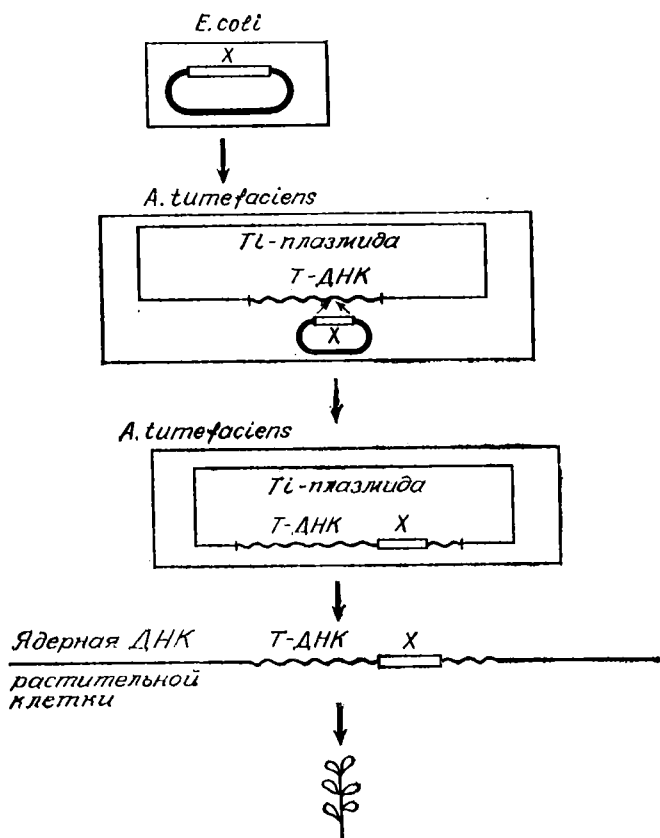 E. coli
X
A. tumefaciens
Ti-плазмида
Т-ДНК
X
A. tumefaciens
Ti-плазмида
Т-ДНК X
Ядерная ДНК Т-ДНК X
растительной
клетки